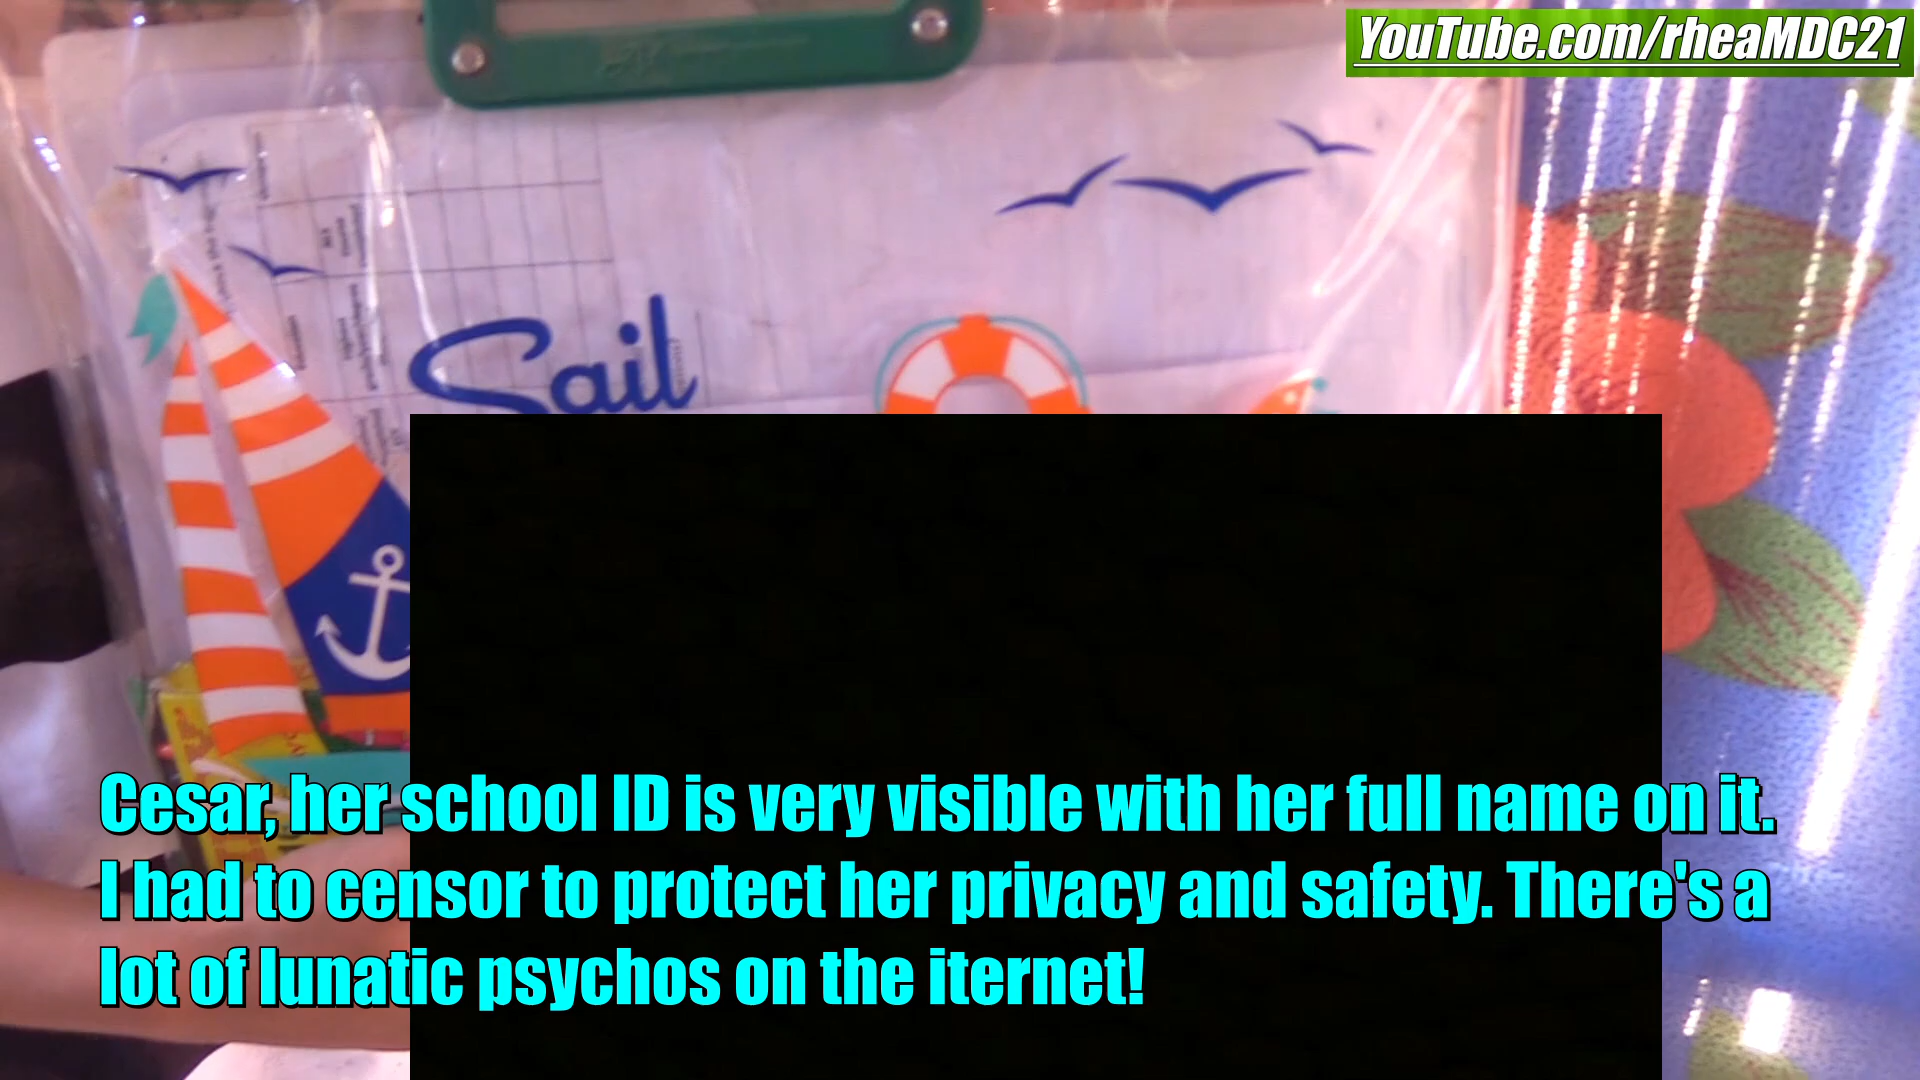 YouTube.com/rheaMDC21
Sail
Cesar, her school ID is very visible with her full name on it.
I had to censor to protect her privacy and safety. There's a
lot of lunatic psychos on the iternet!